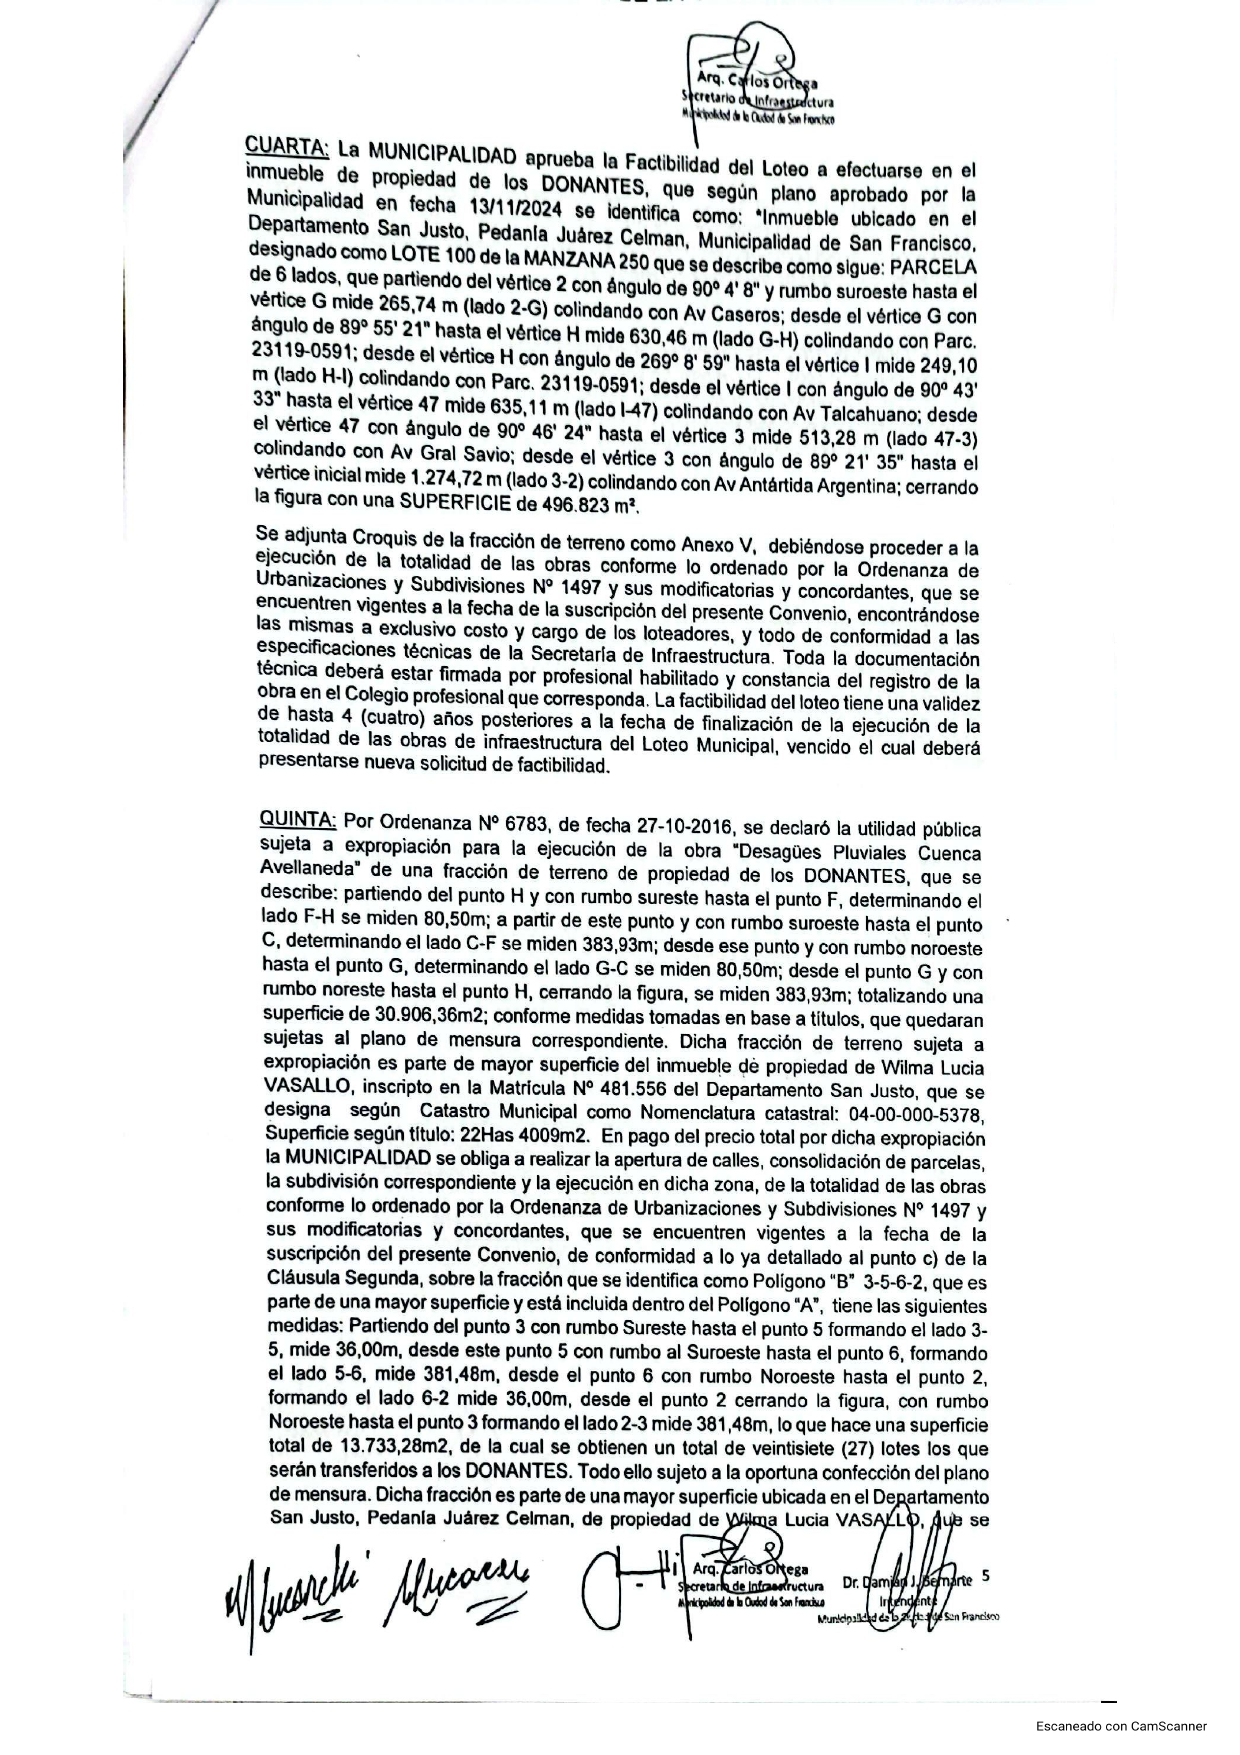 Arq. Carlos Ortega
Secretario de Infraestructura
Municipalidad de la Ciudad de San Francisco
CUARTA: La MUNICIPALIDAD aprueba la Factibilidad del Loteo a efectuarse en el
inmueble de propiedad de los DONANTES, que según plano aprobado por la
Municipalidad en fecha 13/11/2024 se identifica como: "Inmueble ubicado en el
Departamento San Justo, Pedanía Juárez Celman, Municipalidad de San Francisco,
designado como LOTE 100 de la MANZANA 250 que se describe como sigue: PARCELA
de 6 lados, que partiendo del vértice 2 con ángulo de 90º 4' 8" y rumbo suroeste hasta el
vértice G mide 265,74 m (lado 2-G) colindando con Av Caseros; desde el vértice G con
ángulo de 89º 55' 21" hasta el vértice H mide 630,46 m (lado G-H) colindando con Parc.
23119-0591; desde el vértice H con ángulo de 269º 8' 59" hasta el vértice I mide 249,10
m (lado H-I) colindando con Parc. 23119-0591; desde el vértice I con ángulo de 90º 43'
33" hasta el vértice 47 mide 635,11 m (lado I-47) colindando con Av Talcahuano; desde
el vértice 47 con ángulo de 90º 46' 24" hasta el vértice 3 mide 513,28 m (lado 47-3)
colindando con Av Gral Savio; desde el vértice 3 con ángulo de 89º 21' 35" hasta el
vértice inicial mide 1.274,72 m (lado 3-2) colindando con Av Antártida Argentina; cerrando
la figura con una SUPERFICIE de 496.823 m².
Se adjunta Croquis de la fracción de terreno como Anexo V, debiéndose proceder a la
ejecución de la totalidad de las obras conforme lo ordenado por la Ordenanza de
Urbanizaciones y Subdivisiones Nº 1497 y sus modificatorias y concordantes, que se
encuentren vigentes a la fecha de la suscripción del presente Convenio, encontrándose
las mismas a exclusivo costo y cargo de los loteadores, y todo de conformidad a las
especificaciones técnicas de la Secretaría de Infraestructura. Toda la documentación
técnica deberá estar firmada por profesional habilitado y constancia del registro de la
obra en el Colegio profesional que corresponda. La factibilidad del loteo tiene una validez
de hasta 4 (cuatro) años posteriores a la fecha de finalización de la ejecución de la
totalidad de las obras de infraestructura del Loteo Municipal, vencido el cual deberá
presentarse nueva solicitud de factibilidad.
QUINTA: Por Ordenanza Nº 6783, de fecha 27-10-2016, se declaró la utilidad pública
sujeta a expropiación para la ejecución de la obra "Desagües Pluviales Cuenca
Avellaneda" de una fracción de terreno de propiedad de los DONANTES, que se
describe: partiendo del punto H y con rumbo sureste hasta el punto F, determinando el
lado F-H se miden 80,50m; a partir de este punto y con rumbo suroeste hasta el punto
C, determinando el lado C-F se miden 383,93m; desde ese punto y con rumbo noroeste
hasta el punto G, determinando el lado G-C se miden 80,50m; desde el punto G y con
rumbo noreste hasta el punto H, cerrando la figura, se miden 383,93m; totalizando una
superficie de 30.906,36m2; conforme medidas tomadas en base a títulos, que quedaran
sujetas al plano de mensura correspondiente. Dicha fracción de terreno sujeta a
expropiación es parte de mayor superficie del inmueble de propiedad de Wilma Lucia
VASALLO, inscripto en la Matrícula Nº 481.556 del Departamento San Justo, que se
designa según Catastro Municipal como Nomenclatura catastral: 04-00-000-5378,
Superficie según título: 22Has 4009m2. En pago del precio total por dicha expropiación
la MUNICIPALIDAD se obliga a realizar la apertura de calles, consolidación de parcelas,
la subdivisión correspondiente y la ejecución en dicha zona, de la totalidad de las obras
conforme lo ordenado por la Ordenanza de Urbanizaciones y Subdivisiones Nº 1497 y
sus modificatorias y concordantes, que se encuentren vigentes a la fecha de la
suscripción del presente Convenio, de conformidad a lo ya detallado al punto c) de la
Cláusula Segunda, sobre la fracción que se identifica como Polígono "B" 3-5-6-2, que es
parte de una mayor superficie y está incluida dentro del Polígono "A", tiene las siguientes
medidas: Partiendo del punto 3 con rumbo Sureste hasta el punto 5 formando el lado 3-
5, mide 36,00m, desde este punto 5 con rumbo al Suroeste hasta el punto 6, formando
el lado 5-6, mide 381,48m, desde el punto 6 con rumbo Noroeste hasta el punto 2,
formando el lado 6-2 mide 36,00m, desde el punto 2 cerrando la figura, con rumbo
Noroeste hasta el punto 3 formando el lado 2-3 mide 381,48m, lo que hace una superficie
total de 13.733,28m2, de la cual se obtienen un total de veintisiete (27) lotes los que
serán transferidos a los DONANTES. Todo ello sujeto a la oportuna confección del plano
de mensura. Dicha fracción es parte de una mayor superficie ubicada en el Departamento
San Justo, Pedanía Juárez Celman, de propiedad de Wilma Lucia VASALLO, que se
Arq. Carlos Ortega
Secretario de Infraestructura
Municipalidad de la Ciudad de San Francisco
Dr. Damián J. Bernarte
Intendente
Municipalidad de la Ciudad de San Francisco
5
Escaneado con CamScanner